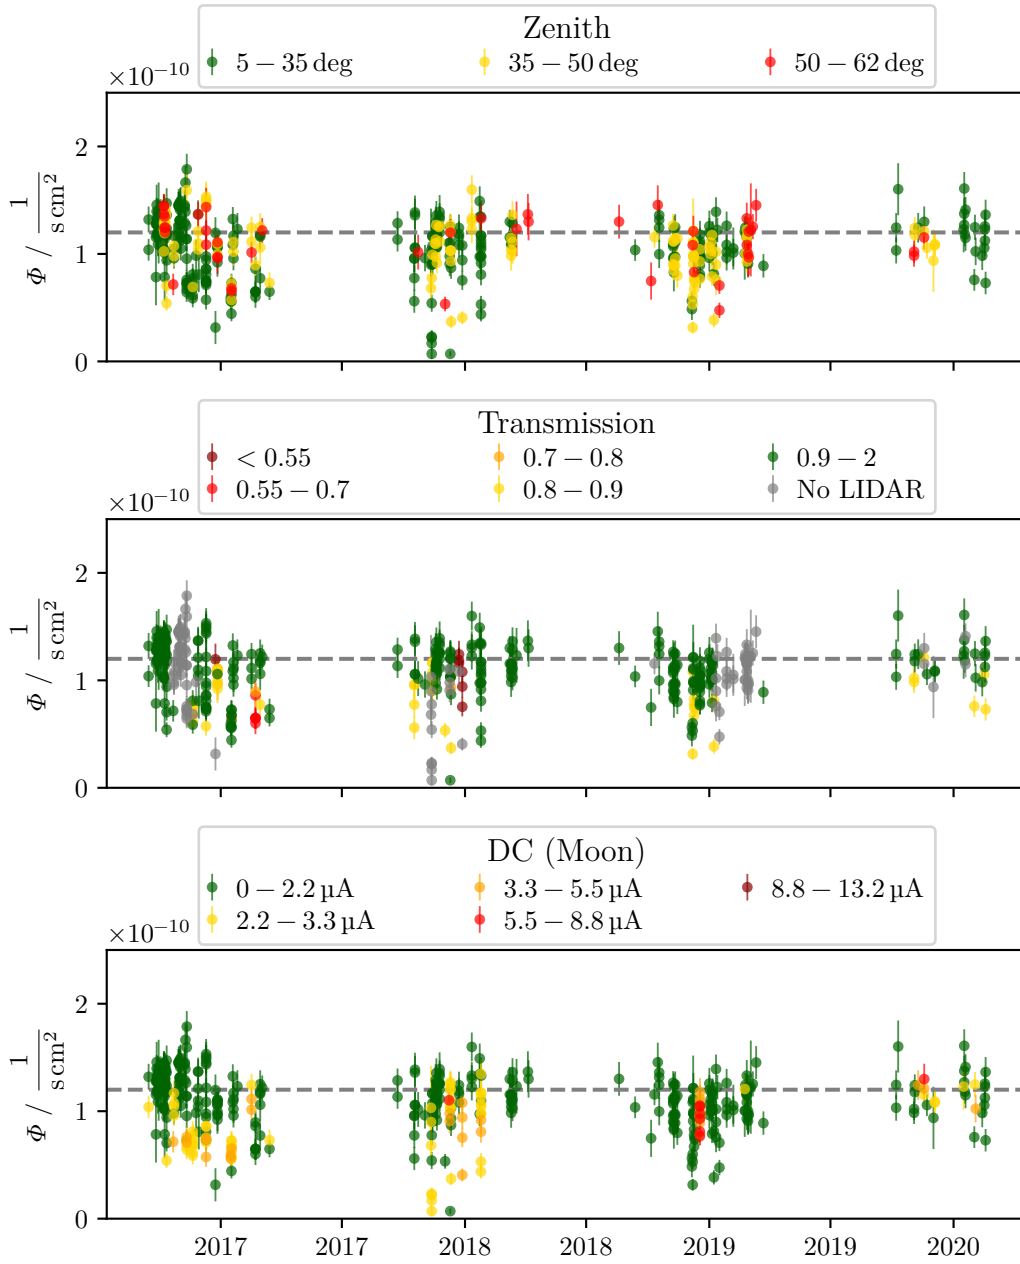 Zenith
5 − 35 deg 35 − 50 deg 50 − 62 deg
×10⁻¹⁰
2
1
0
Φ / 1/(s cm²)
Transmission
< 0.55 0.7 − 0.8 0.9 − 2
0.55 − 0.7 0.8 − 0.9 No LIDAR
×10⁻¹⁰
2
1
0
Φ / 1/(s cm²)
DC (Moon)
0 − 2.2 µA 3.3 − 5.5 µA 8.8 − 13.2 µA
2.2 − 3.3 µA 5.5 − 8.8 µA
×10⁻¹⁰
2
1
0
Φ / 1/(s cm²)
2017 2017 2018 2018 2019 2019 2020